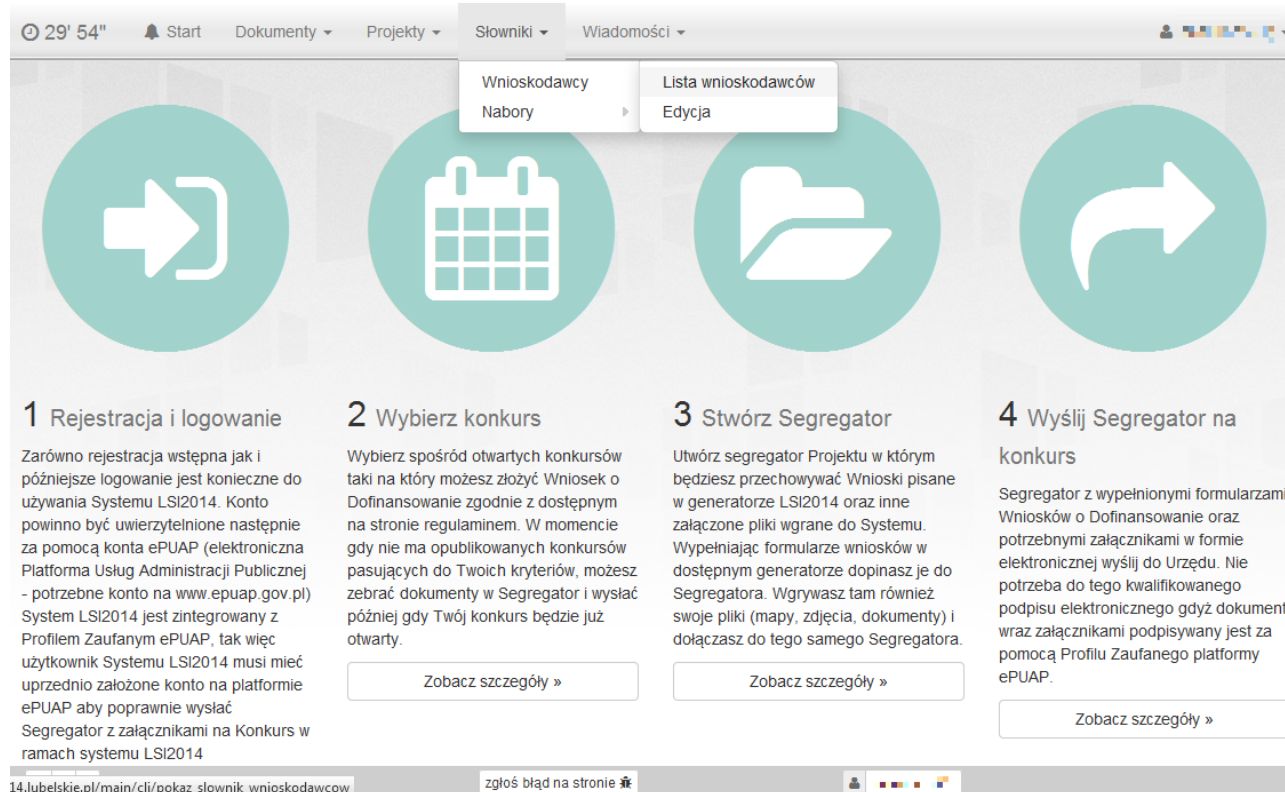 29' 54" Start Dokumenty Projekty Słowniki Wiadomości
Wnioskodawcy
Nabory
Lista wnioskodawców
Edycja
1 Rejestracja i logowanie
Zarówno rejestracja wstępna jak i
późniejsze logowanie jest konieczne do
używania Systemu LSI2014. Konto
powinno być uwierzytelnione następnie
za pomocą konta ePUAP (elektroniczna
Platforma Usług Administracji Publicznej
- potrzebne konto na www.epuap.gov.pl)
System LSI2014 jest zintegrowany z
Profilem Zaufanym ePUAP, tak więc
użytkownik Systemu LSI2014 musi mieć
uprzednio założone konto na platformie
ePUAP aby poprawnie wysłać
Segregator z załącznikami na Konkurs w
ramach systemu LSI2014
2 Wybierz konkurs
Wybierz spośród otwartych konkursów
taki na który możesz złożyć Wniosek o
Dofinansowanie zgodnie z dostępnym
na stronie regulaminem. W momencie
gdy nie ma opublikowanych konkursów
pasujących do Twoich kryteriów, możesz
zebrać dokumenty w Segregator i wysłać
później gdy Twój konkurs będzie już
otwarty.
Zobacz szczegóły »
3 Stwórz Segregator
Utwórz segregator Projektu w którym
będziesz przechowywać Wnioski pisane
w generatorze LSI2014 oraz inne
załączone pliki wgrane do Systemu.
Wypełniając formularze wniosków w
dostępnym generatorze dopinasz je do
Segregatora. Wgrywasz tam również
swoje pliki (mapy, zdjęcia, dokumenty) i
dołączasz do tego samego Segregatora.
Zobacz szczegóły »
4 Wyślij Segregator na
konkurs
Segregator z wypełnionymi formularzami
Wniosków o Dofinansowanie oraz
potrzebnymi załącznikami w formie
elektronicznej wyślij do Urzędu. Nie
potrzeba do tego kwalifikowanego
podpisu elektronicznego gdyż dokument
wraz załącznikami podpisywany jest za
pomocą Profilu Zaufanego platformy
ePUAP.
Zobacz szczegóły »
14.lubelskie.pl/main/cli/pokaz_slownik_wnioskodawcow
zgłoś błąd na stronie